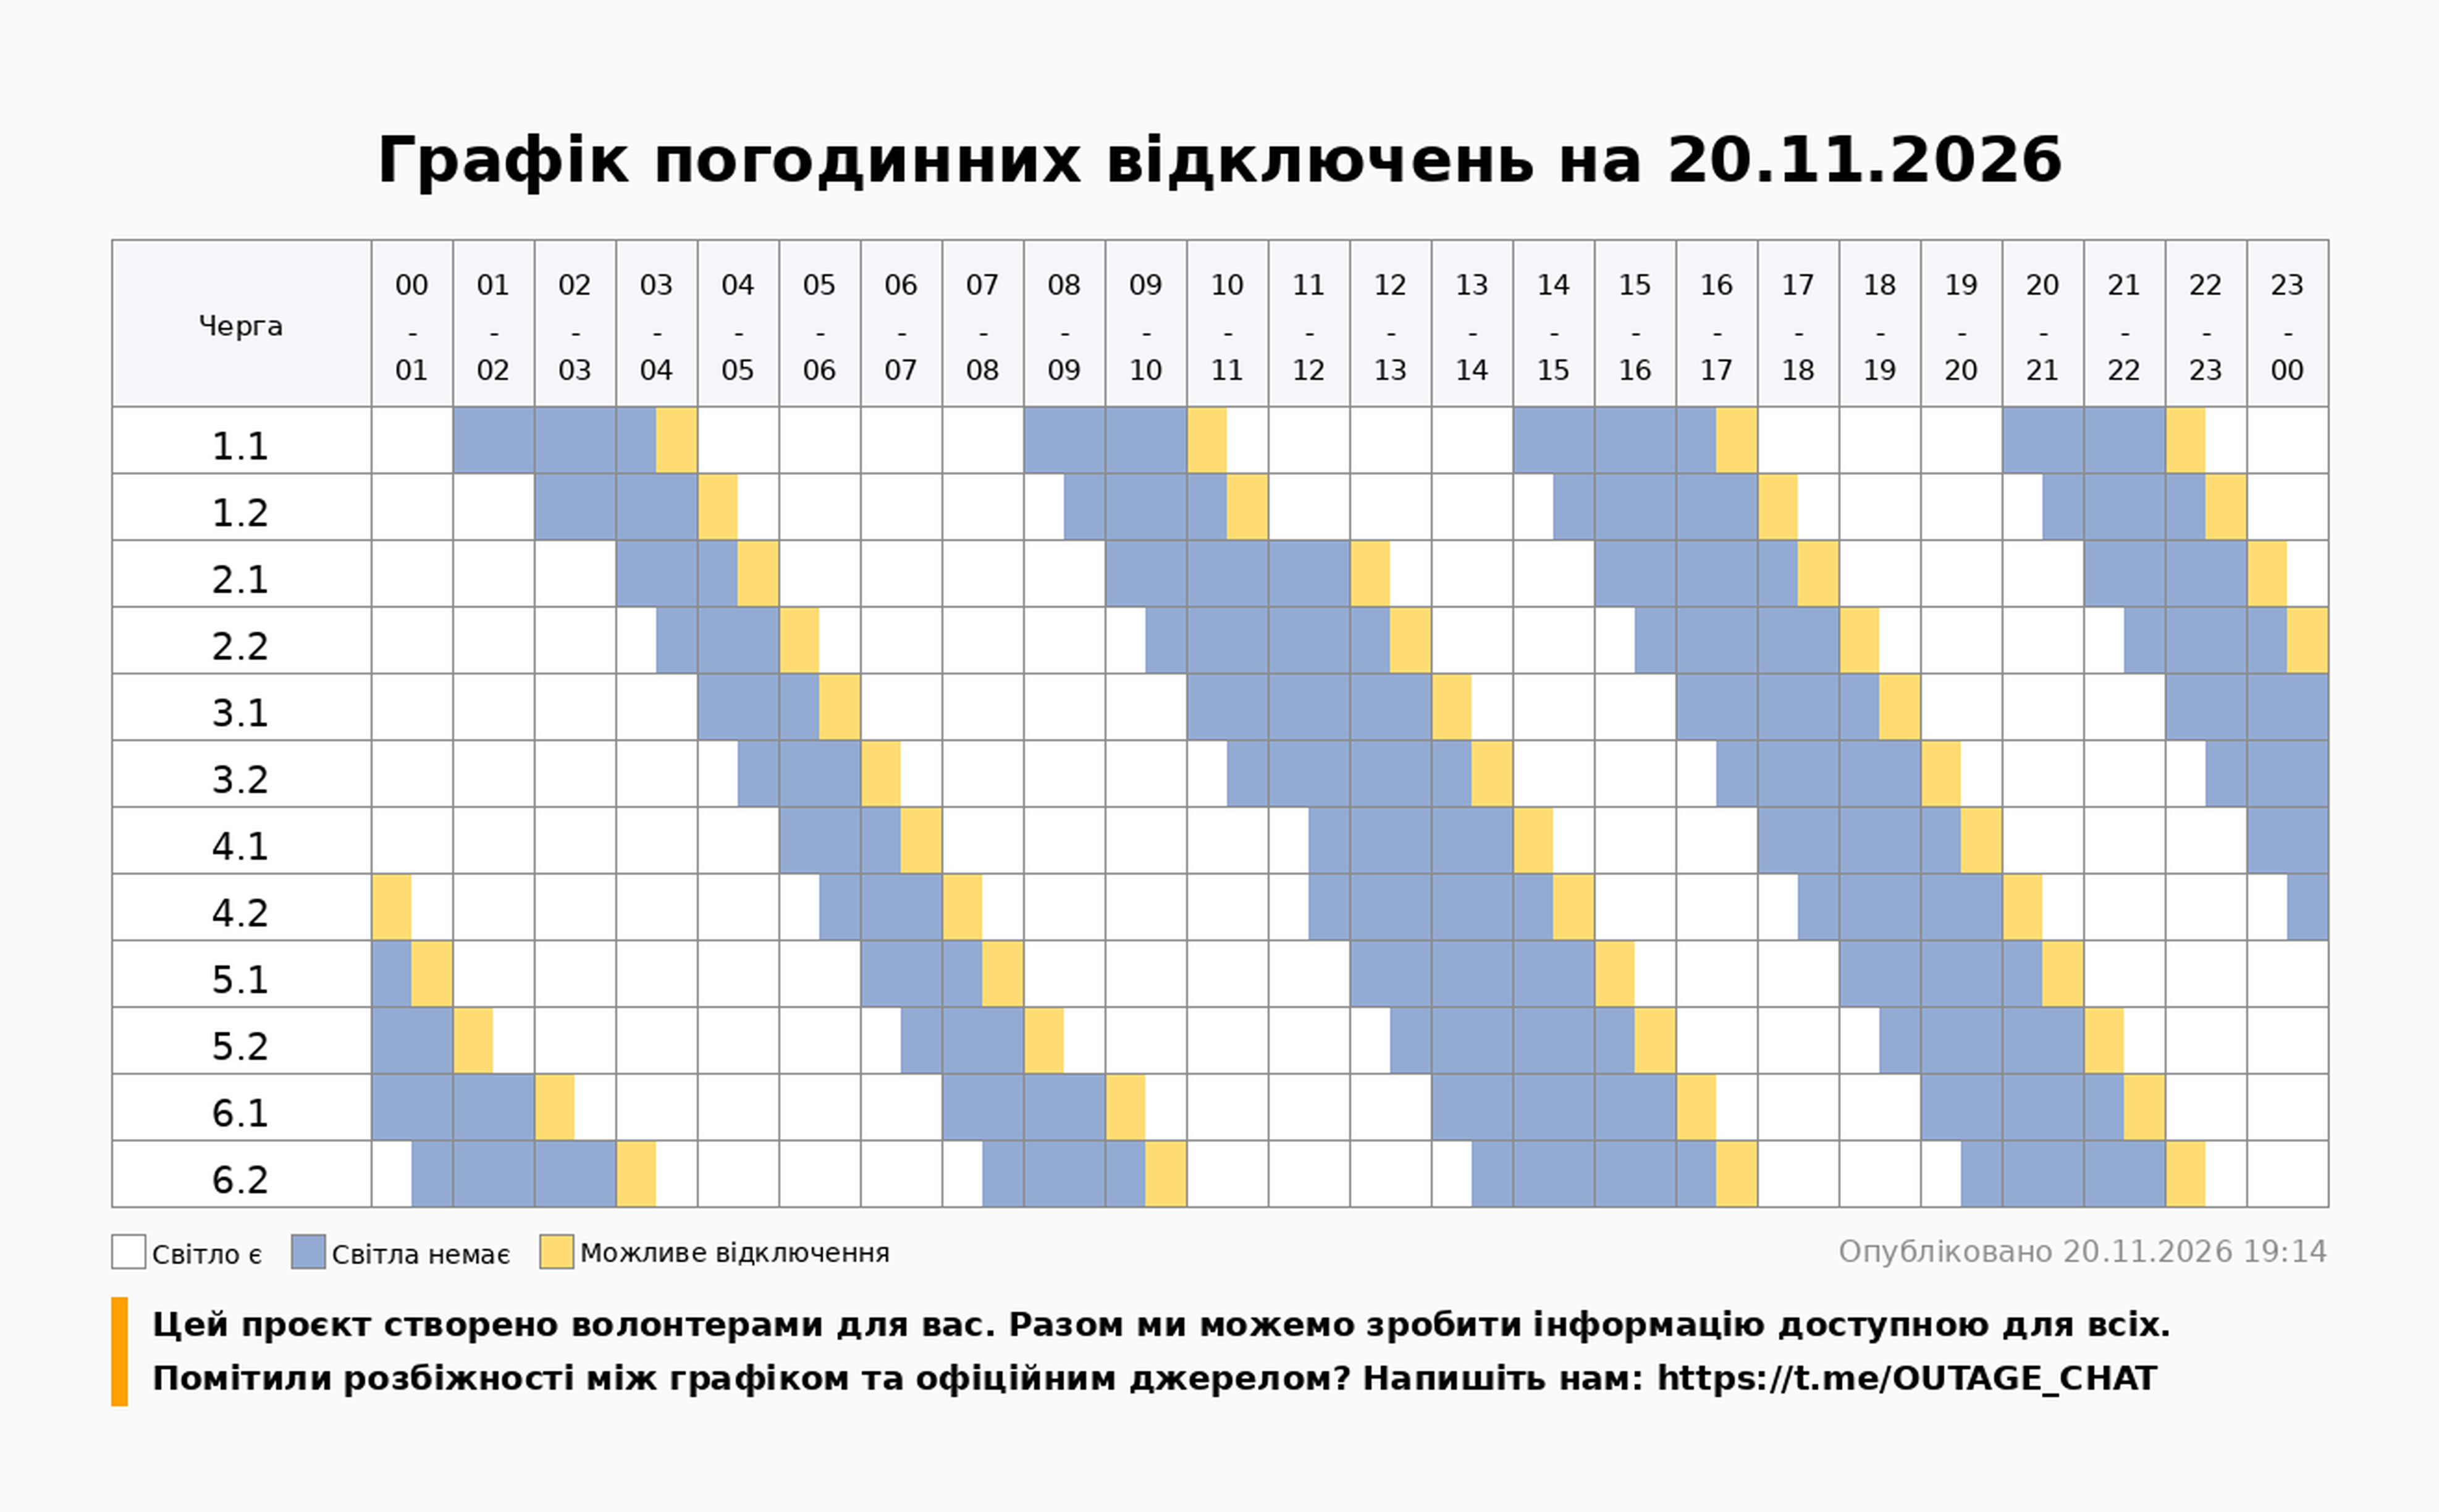 Графік погодинних відключень на 20.11.2026
Черга
00 - 01
01 - 02
02 - 03
03 - 04
04 - 05
05 - 06
06 - 07
07 - 08
08 - 09
09 - 10
10 - 11
11 - 12
12 - 13
13 - 14
14 - 15
15 - 16
16 - 17
17 - 18
18 - 19
19 - 20
20 - 21
21 - 22
22 - 23
23 - 00
1.1
1.2
2.1
2.2
3.1
3.2
4.1
4.2
5.1
5.2
6.1
6.2
Світло є
Світла немає
Можливе відключення
Опубліковано 20.11.2026 19:14
Цей проєкт створено волонтерами для вас. Разом ми можемо зробити інформацію доступною для всіх.
Помітили розбіжності між графіком та офіційним джерелом? Напишіть нам: https://t.me/OUTAGE_CHAT